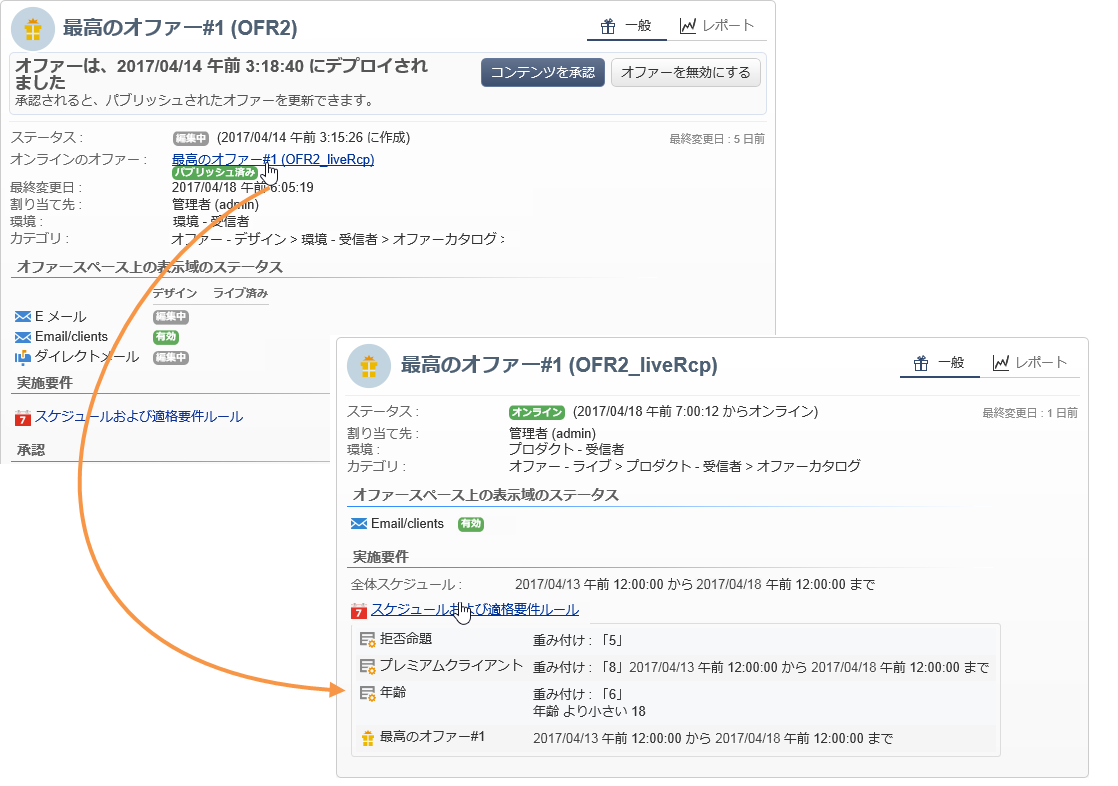 最高のオファー#1 (OFR2)
一般
レポート
オファーは、2017/04/14 午前 3:18:40 にデプロイされ
ました
承認されると、パブリッシュされたオファーを更新できます。
コンテンツを承認
オファーを無効にする
ステータス : 編集中 (2017/04/14 午前 3:15:26 に作成)
最終変更日 : 5 日前
オンラインのオファー : 最高のオファー#1 (OFR2_liveRcp)
パブリッシュ済み
最終変更日 : 2017/04/18 午前 6:05:19
割り当て先 : 管理者 (admin)
環境 : 環境 - 受信者
カテゴリ : オファー - デザイン > 環境 - 受信者 > オファーカタログ :
オファースペース上の表示域のステータス
デザイン ライブ済み
E メール 編集中
Email/clients 有効
ダイレクトメール 編集中
実施要件
7 スケジュールおよび適格要件ルール
承認
最高のオファー#1 (OFR2_liveRcp)
一般
レポート
ステータス : オンライン (2017/04/18 午前 7:00:12 からオンライン)
最終変更日 : 1 日前
割り当て先 : 管理者 (admin)
環境 : プロダクト - 受信者
カテゴリ : オファー - ライブ > プロダクト - 受信者 > オファーカタログ
オファースペース上の表示域のステータス
Email/clients 有効
実施要件
全体スケジュール : 2017/04/13 午前 12:00:00 から 2017/04/18 午前 12:00:00 まで
7 スケジュールおよび適格要件ルール
拒否命題 重み付け : 「5」
プレミアムクライアント 重み付け : 「8」2017/04/13 午前 12:00:00 から 2017/04/18 午前 12:00:00 まで
年齢 重み付け : 「6」
年齢 より小さい 18
最高のオファー#1 2017/04/13 午前 12:00:00 から 2017/04/18 午前 12:00:00 まで